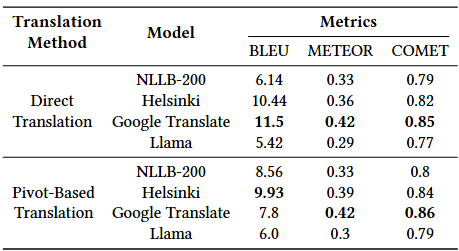 Translation Method Model Metrics
BLEU METEOR COMET
Direct Translation
NLLB-200 6.14 0.33 0.79
Helsinki 10.44 0.36 0.82
Google Translate 11.5 0.42 0.85
Llama 5.42 0.29 0.77
Pivot-Based Translation
NLLB-200 8.56 0.33 0.8
Helsinki 9.93 0.39 0.84
Google Translate 7.8 0.42 0.86
Llama 6.0 0.3 0.79